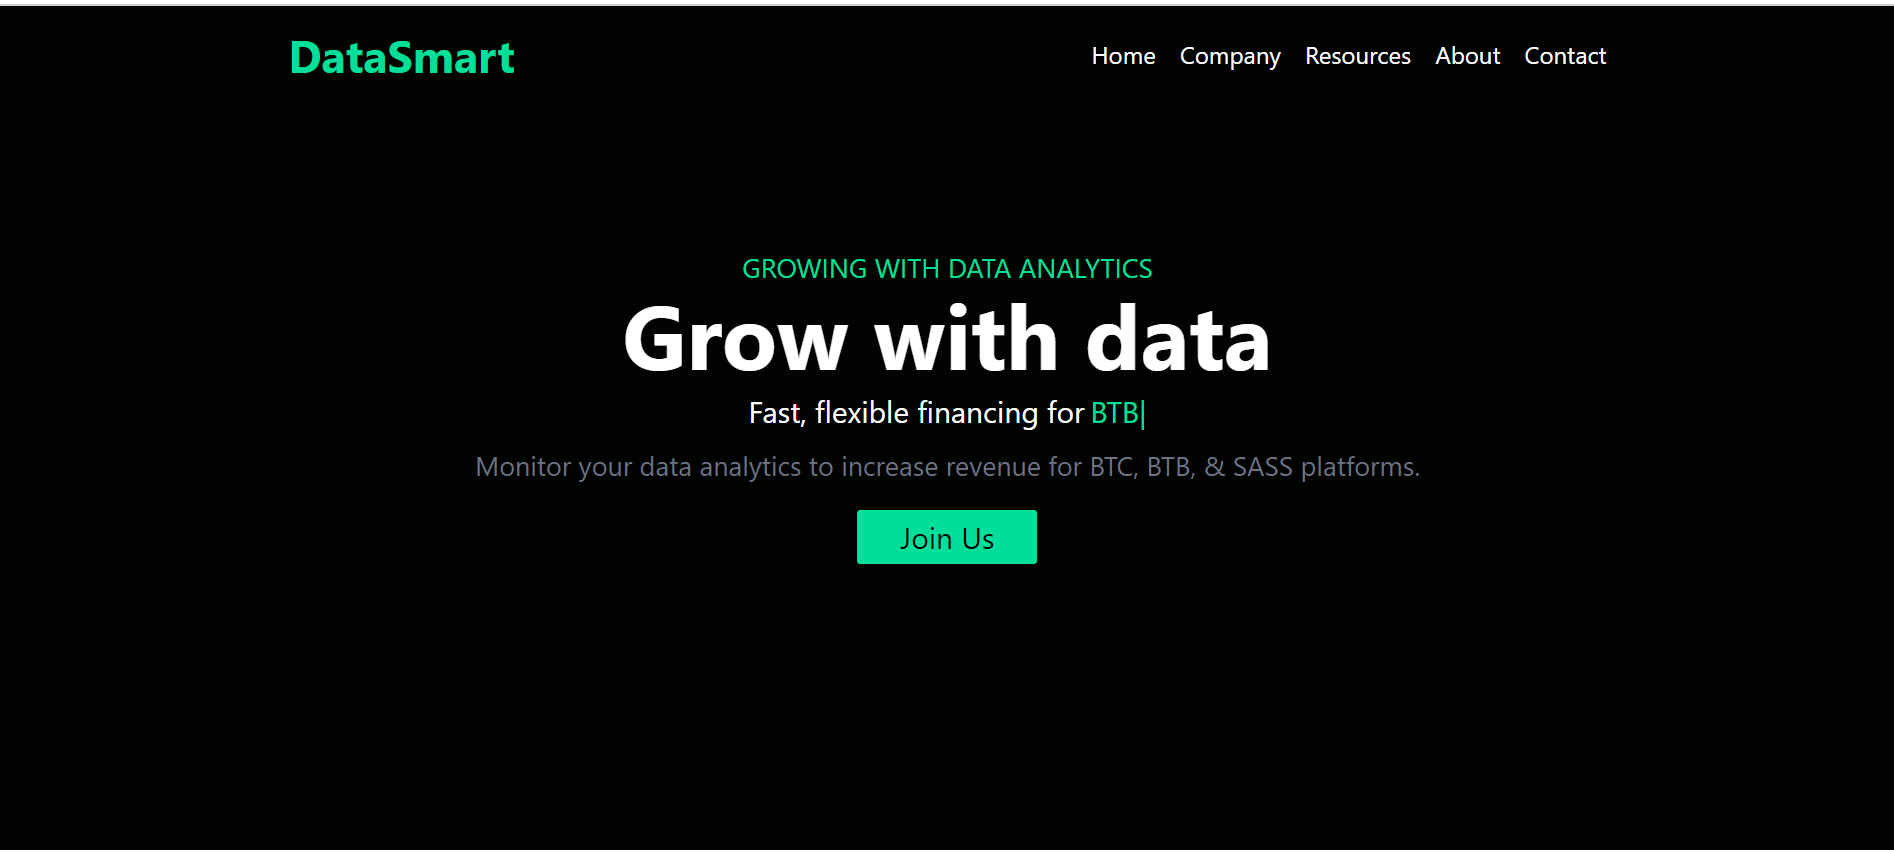 DataSmart
Home Company Resources About Contact
GROWING WITH DATA ANALYTICS
Grow with data
Fast, flexible financing for BTB|
Monitor your data analytics to increase revenue for BTC, BTB, & SASS platforms.
Join Us